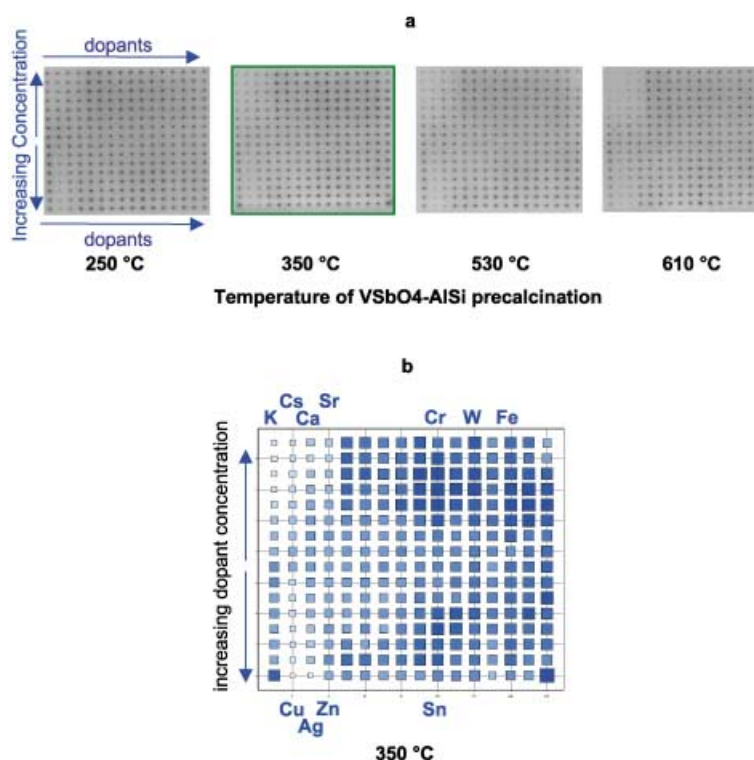 a
dopants
Increasing Concentration
dopants
250 °C
350 °C
530 °C
610 °C
Temperature of VSbO4-AlSi precalcination
b
Cs Sr
K Ca Cr W Fe
increasing dopant concentration
Cu Zn Sn
Ag
350 °C